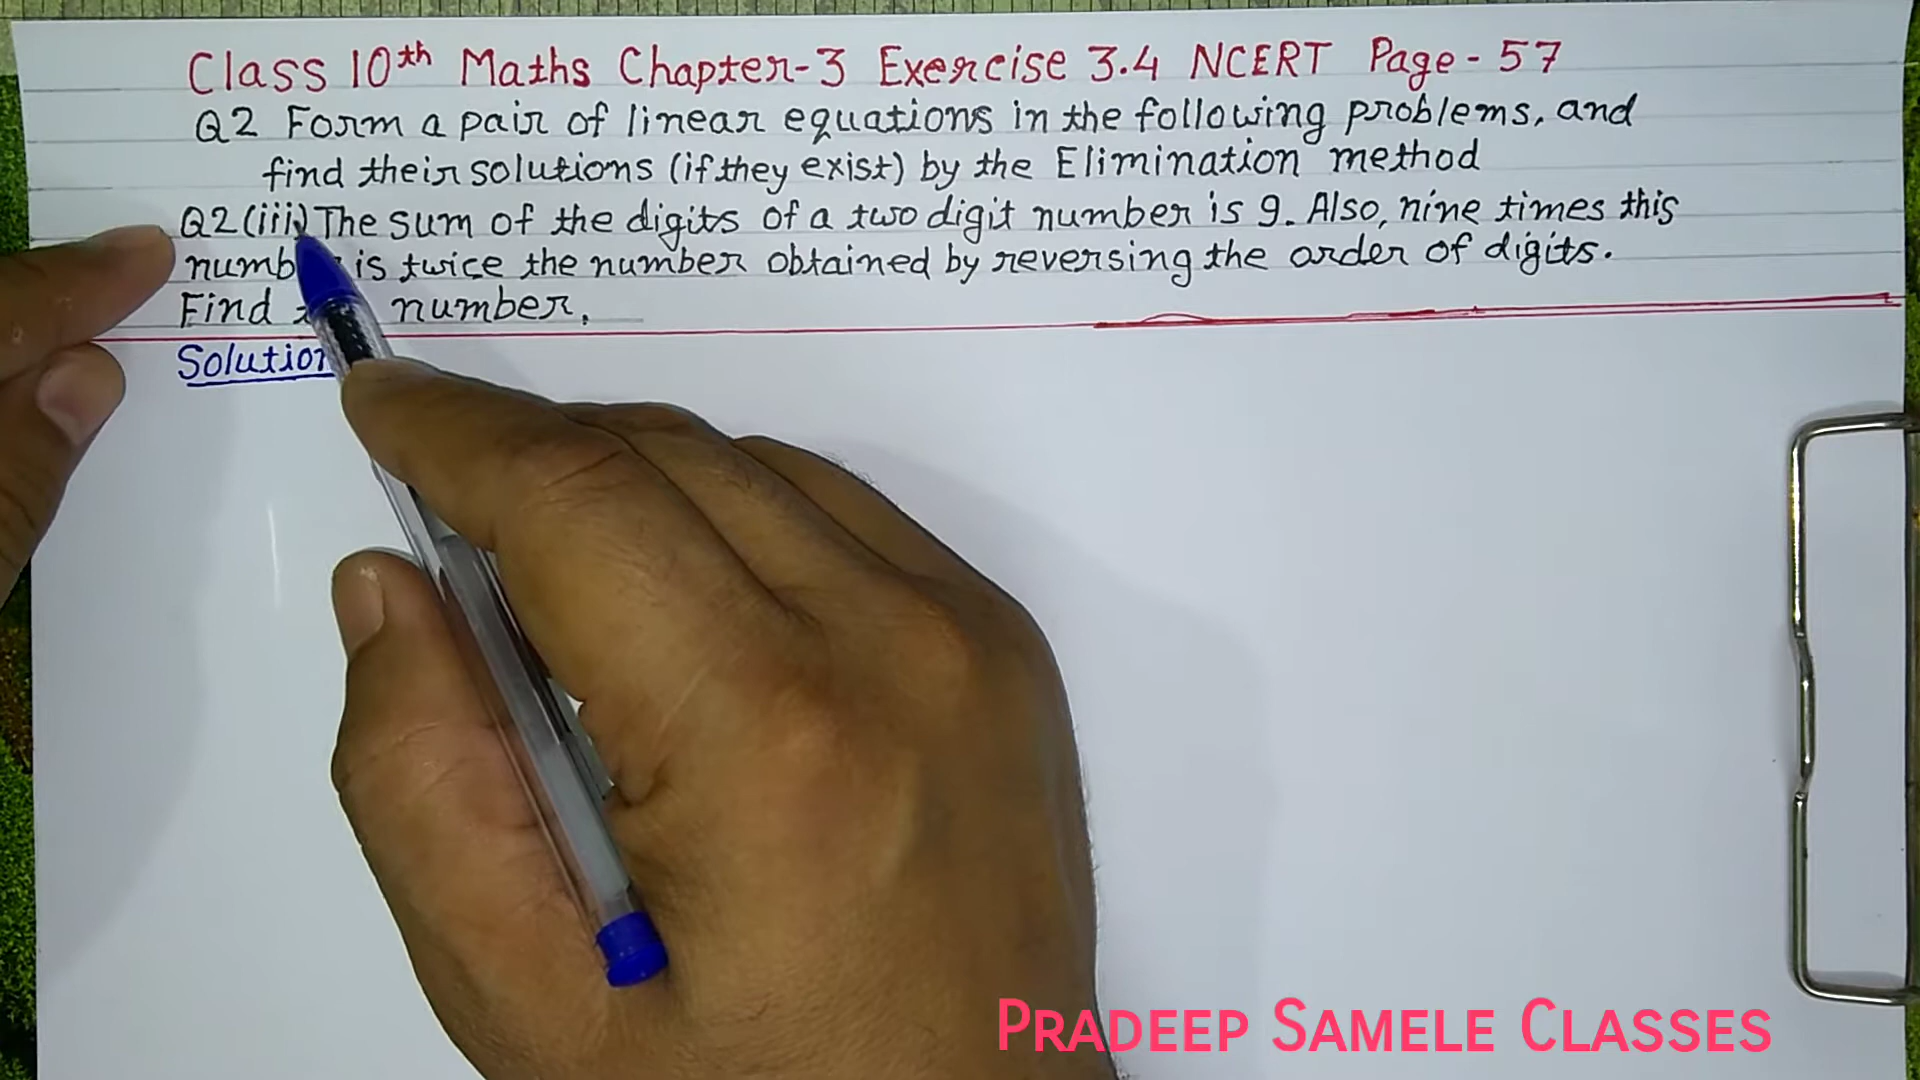 Class 10th Maths Chapter-3 Exercise 3.4 NCERT Page - 57
Q2 Form a pair of linear equations in the following problems, and
find their solutions (if they exist) by the Elimination method
Q2(iii) The sum of the digits of a two digit number is 9. Also, nine times this
is twice the number obtained by reversing the order of digits.
Find number.
Solution
PRADEEP SAMELE CLASSES